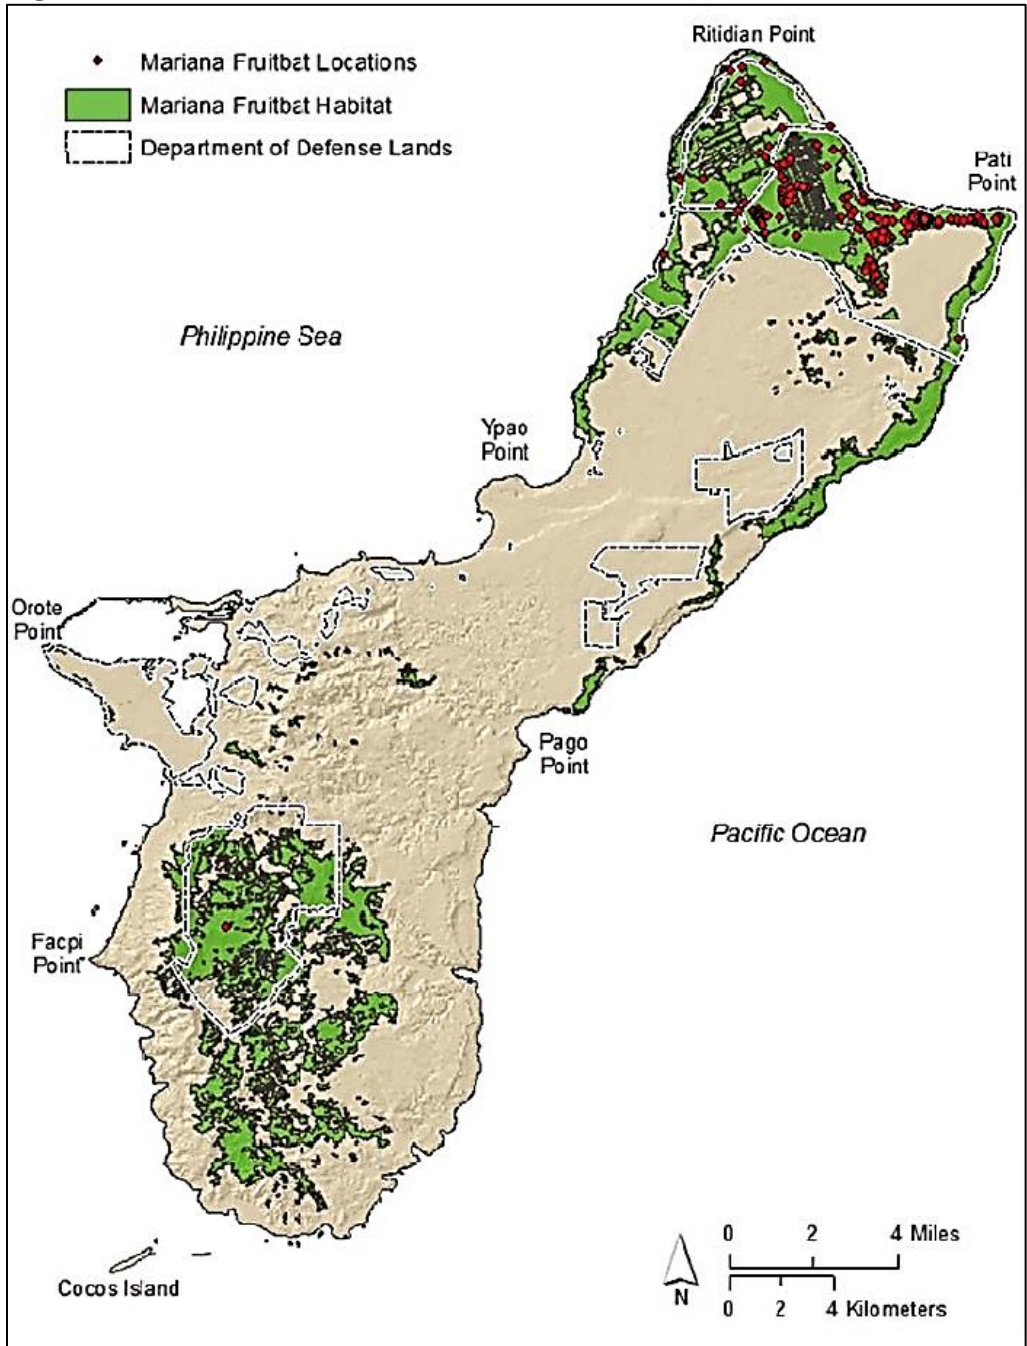 Ritidian Point
Mariana Fruitbat Locations
Mariana Fruitbat Habitat
Department of Defense Lands
Pati
Point
Philippine Sea
Ypao
Point
Orote
Point
Pago
Point
Pacific Ocean
Facpi
Point
Cocos Island
0 2 4 Miles
N
0 2 4 Kilometers